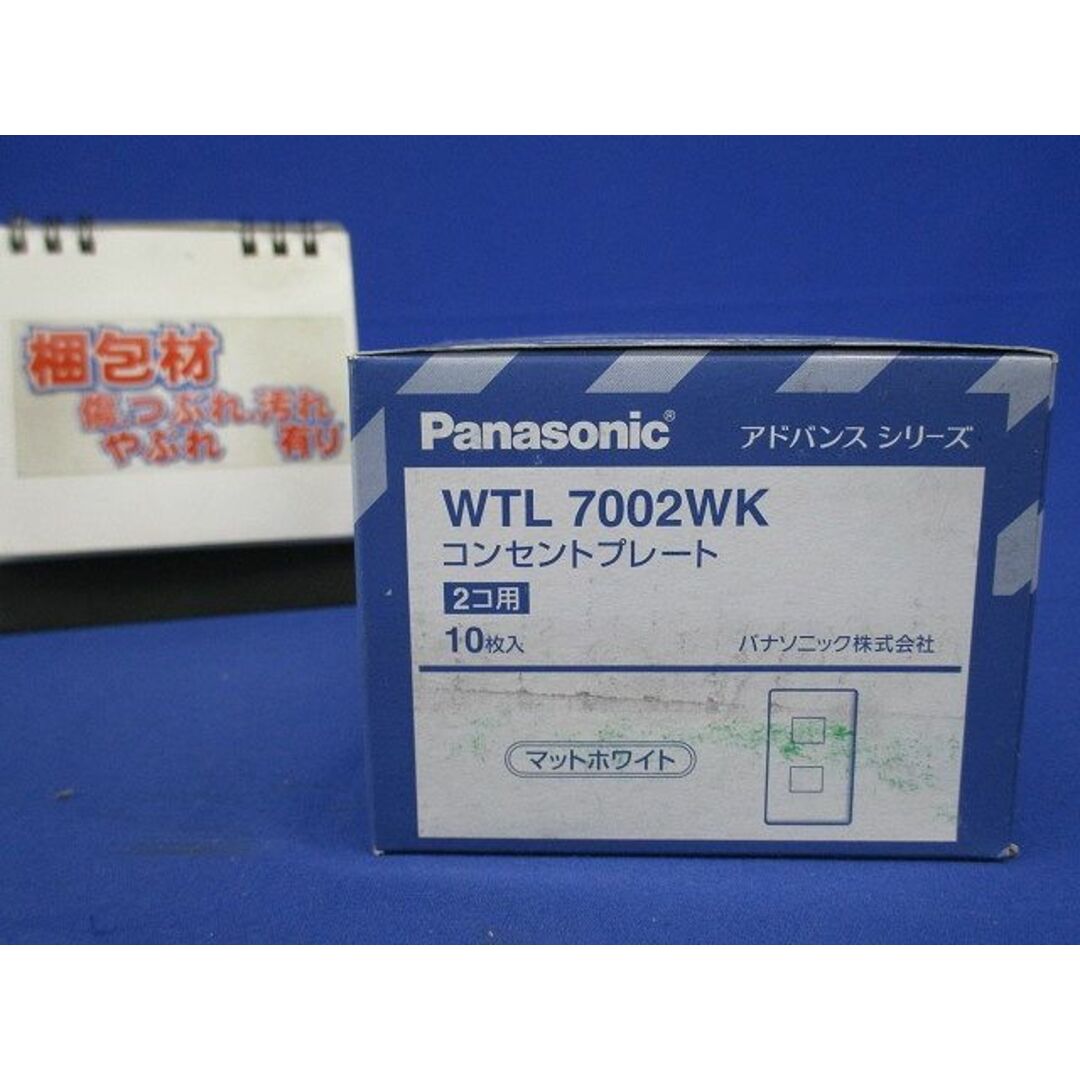 梱包材
傷、つぶれ、汚れ
やぶれ 有り
Panasonic® アドバンス シリーズ
WTL 7002WK
コンセントプレート
2コ用
10枚入 パナソニック株式会社
マットホワイト